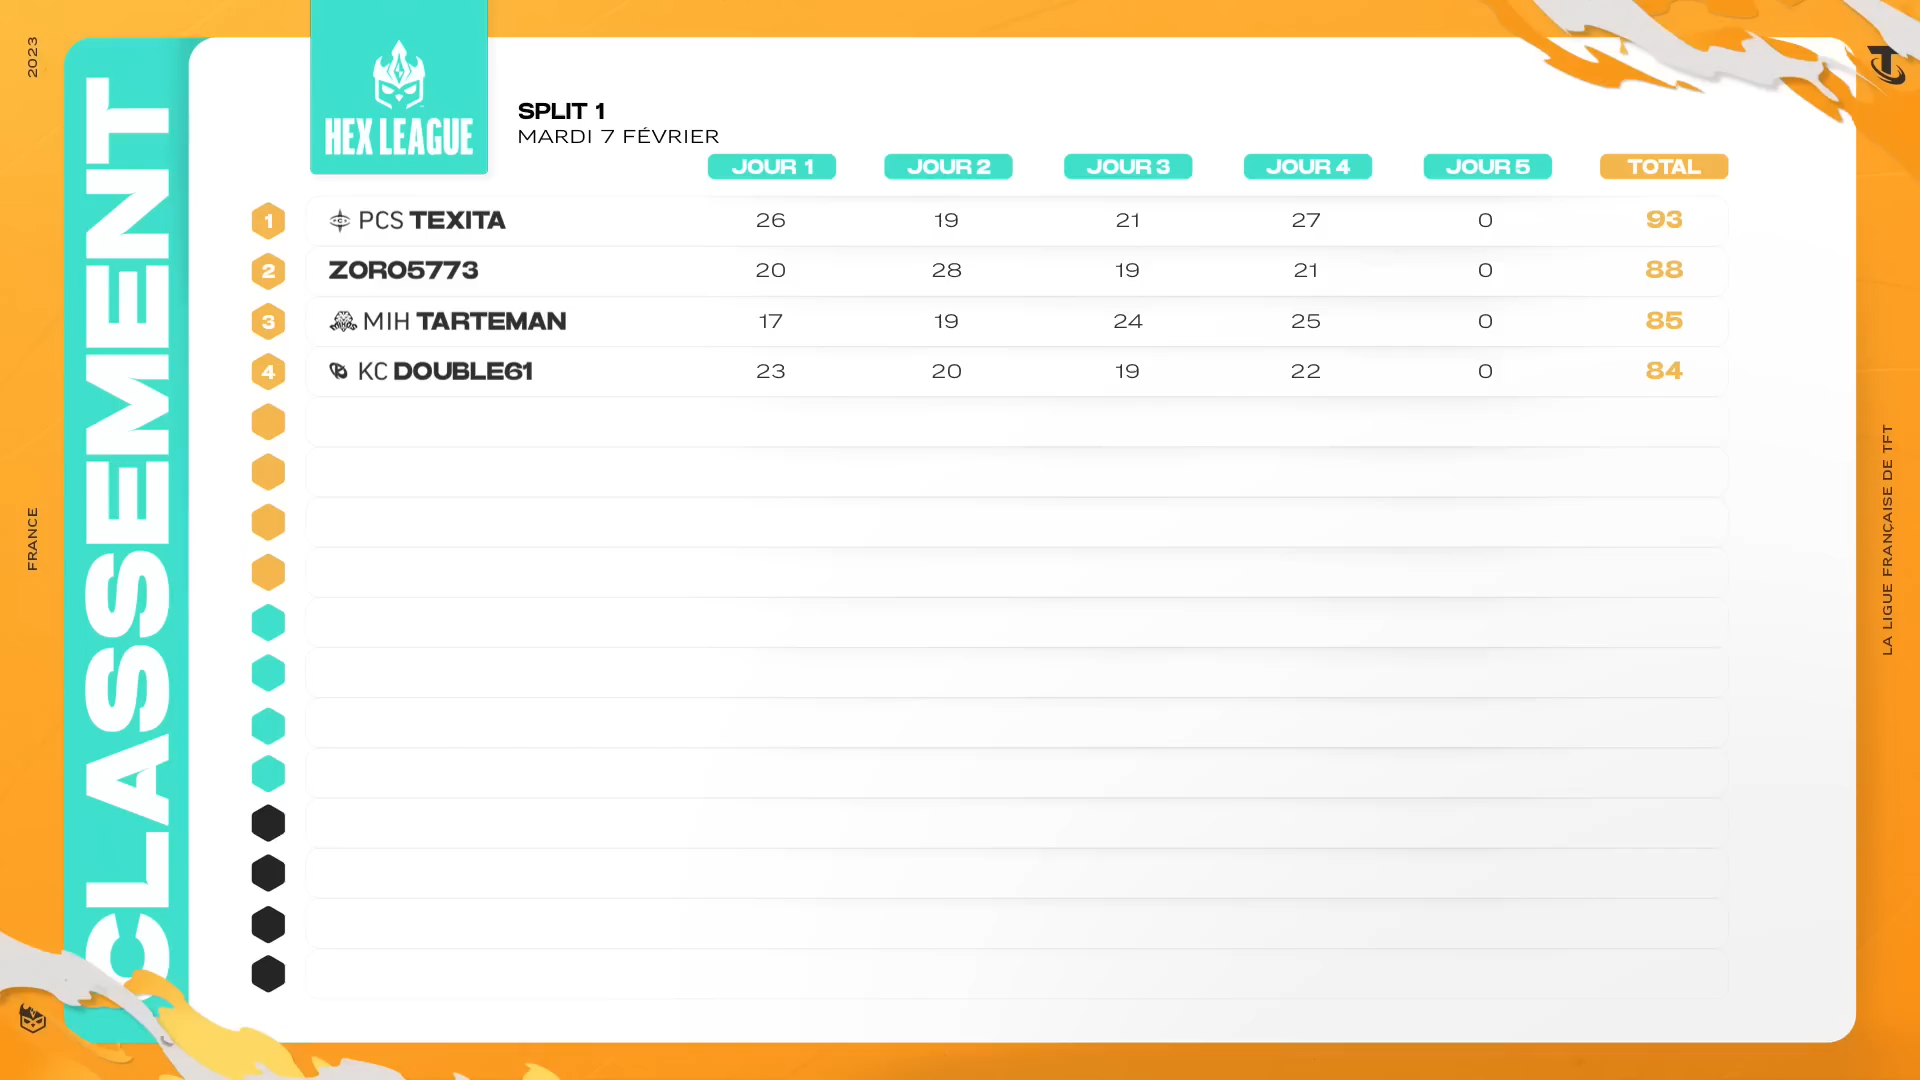 2023
FRANCE
CLASSEMENT
HEX LEAGUE
SPLIT 1
MARDI 7 FÉVRIER
JOUR 1 JOUR 2 JOUR 3 JOUR 4 JOUR 5 TOTAL
1 PCS TEXITA 26 19 21 27 0 93
2 ZORO5773 20 28 19 21 0 88
3 MIH TARTEMAN 17 19 24 25 0 85
4 KC DOUBLE61 23 20 19 22 0 84
LA LIGUE FRANÇAISE DE TFT